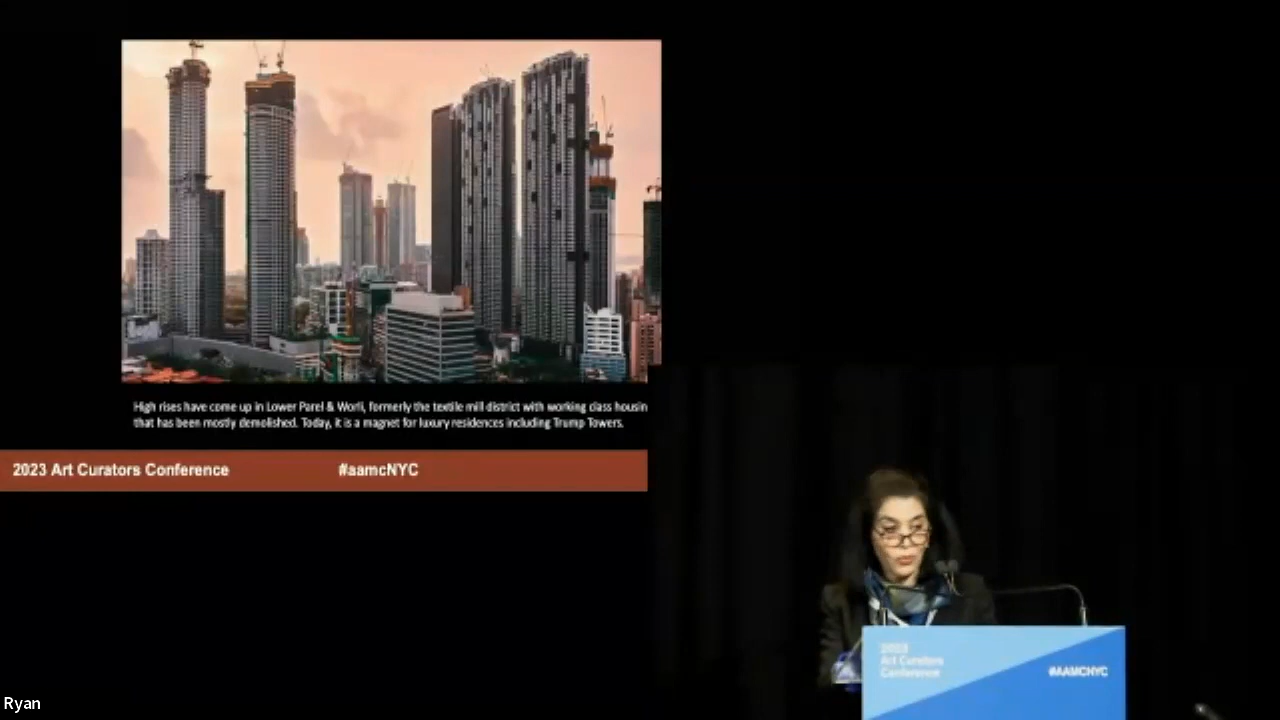 High rises have come up in Lower Parel & Worli, formerly the textile mill district with working class housin
that has been mostly demolished. Today, it is a magnet for luxury residences including Trump Towers.
2023 Art Curators Conference #aamcNYC
2023
Art Curators
Conference
#AAMCNYC
Ryan